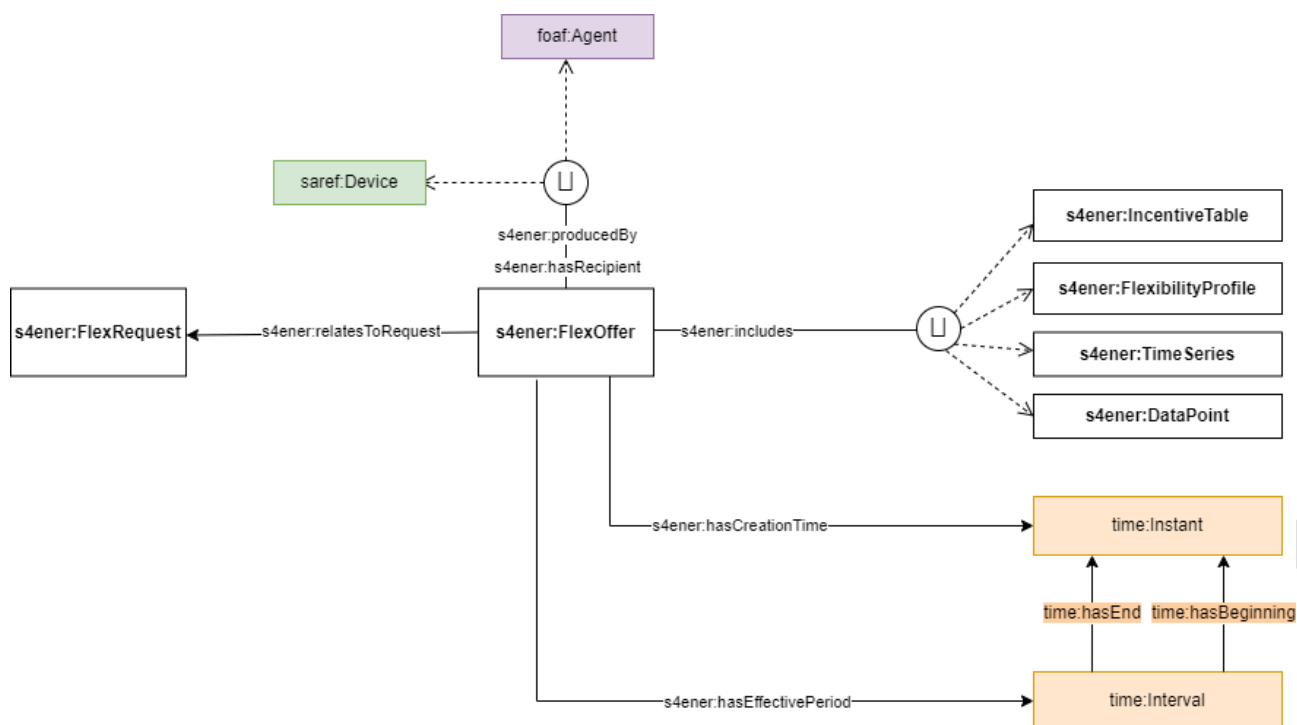 foaf:Agent
saref:Device
⊔
s4ener:producedBy
s4ener:hasRecipient
s4ener:IncentiveTable
s4ener:FlexibilityProfile
s4ener:FlexRequest
s4ener:relatesToRequest
s4ener:FlexOffer
s4ener:includes
⊔
s4ener:TimeSeries
s4ener:DataPoint
s4ener:hasCreationTime
time:Instant
time:hasEnd
time:hasBeginning
s4ener:hasEffectivePeriod
time:Interval